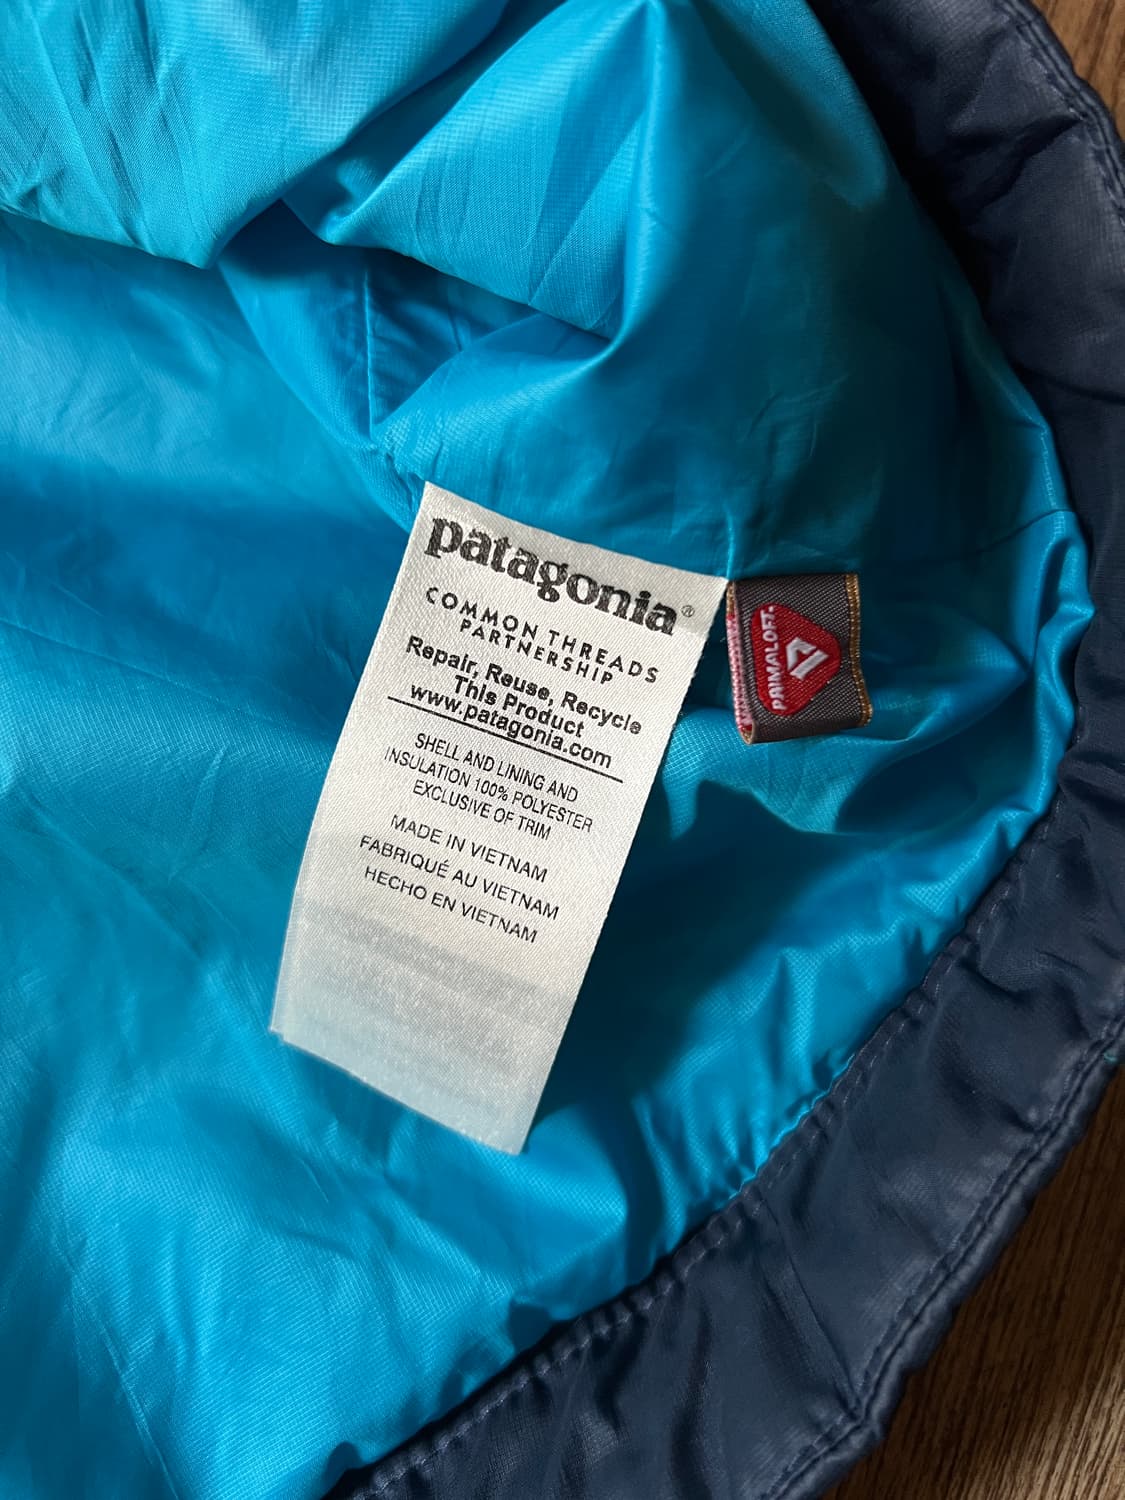 patagonia®
COMMON THREADS
PARTNERSHIP
Repair, Reuse, Recycle
This Product
www.patagonia.com
SHELL AND LINING AND
INSULATION 100% POLYESTER
EXCLUSIVE OF TRIM
MADE IN VIETNAM
FABRIQUÉ AU VIETNAM
HECHO EN VIETNAM
PRIMALOFT.